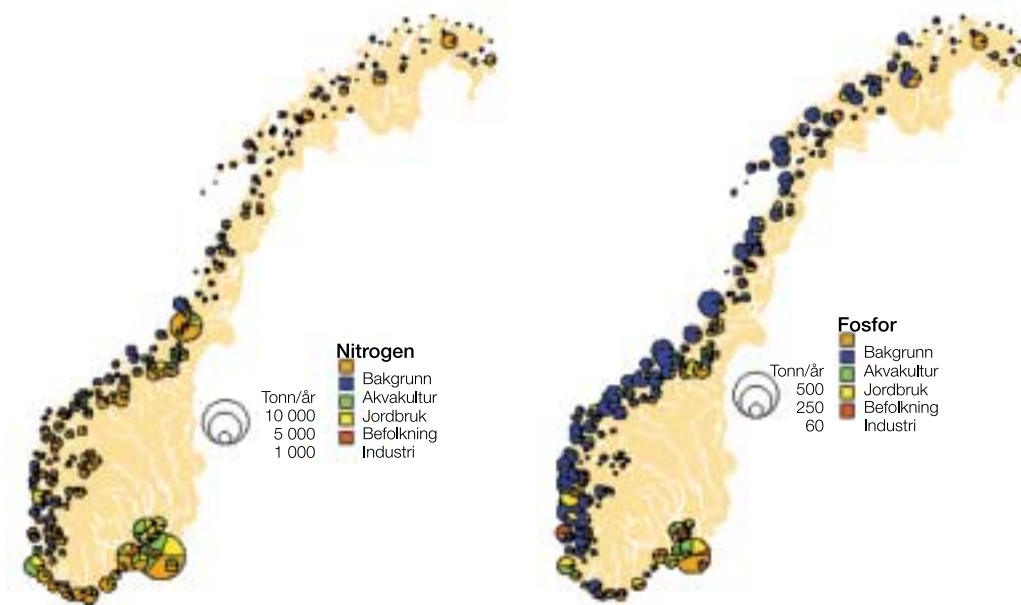 Nitrogen
Bakgrunn
Akvakultur
Jordbruk
Befolkning
Industri
Tonn/år
10 000
5 000
1 000
Fosfor
Bakgrunn
Akvakultur
Jordbruk
Befolkning
Industri
Tonn/år
500
250
60